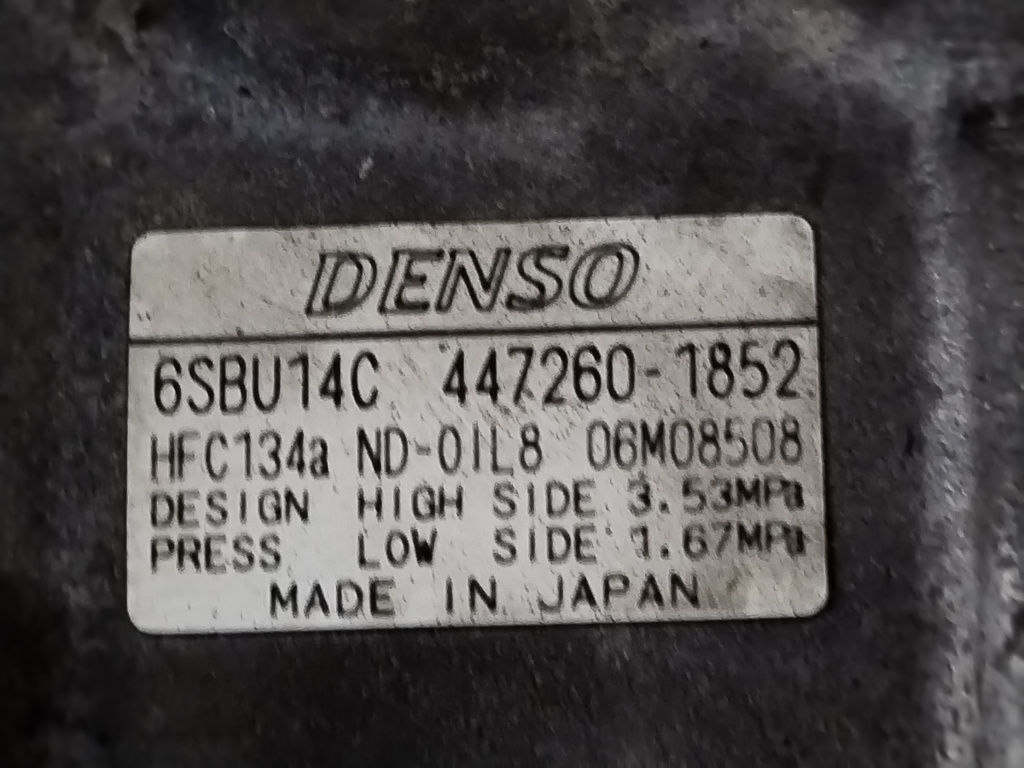 DENSO
6SBU14C 447260-1852
HFC134a ND-OIL8 06M08508
DESIGN HIGH SIDE 3.53MPa
PRESS LOW SIDE 1.67MPa
MADE IN JAPAN